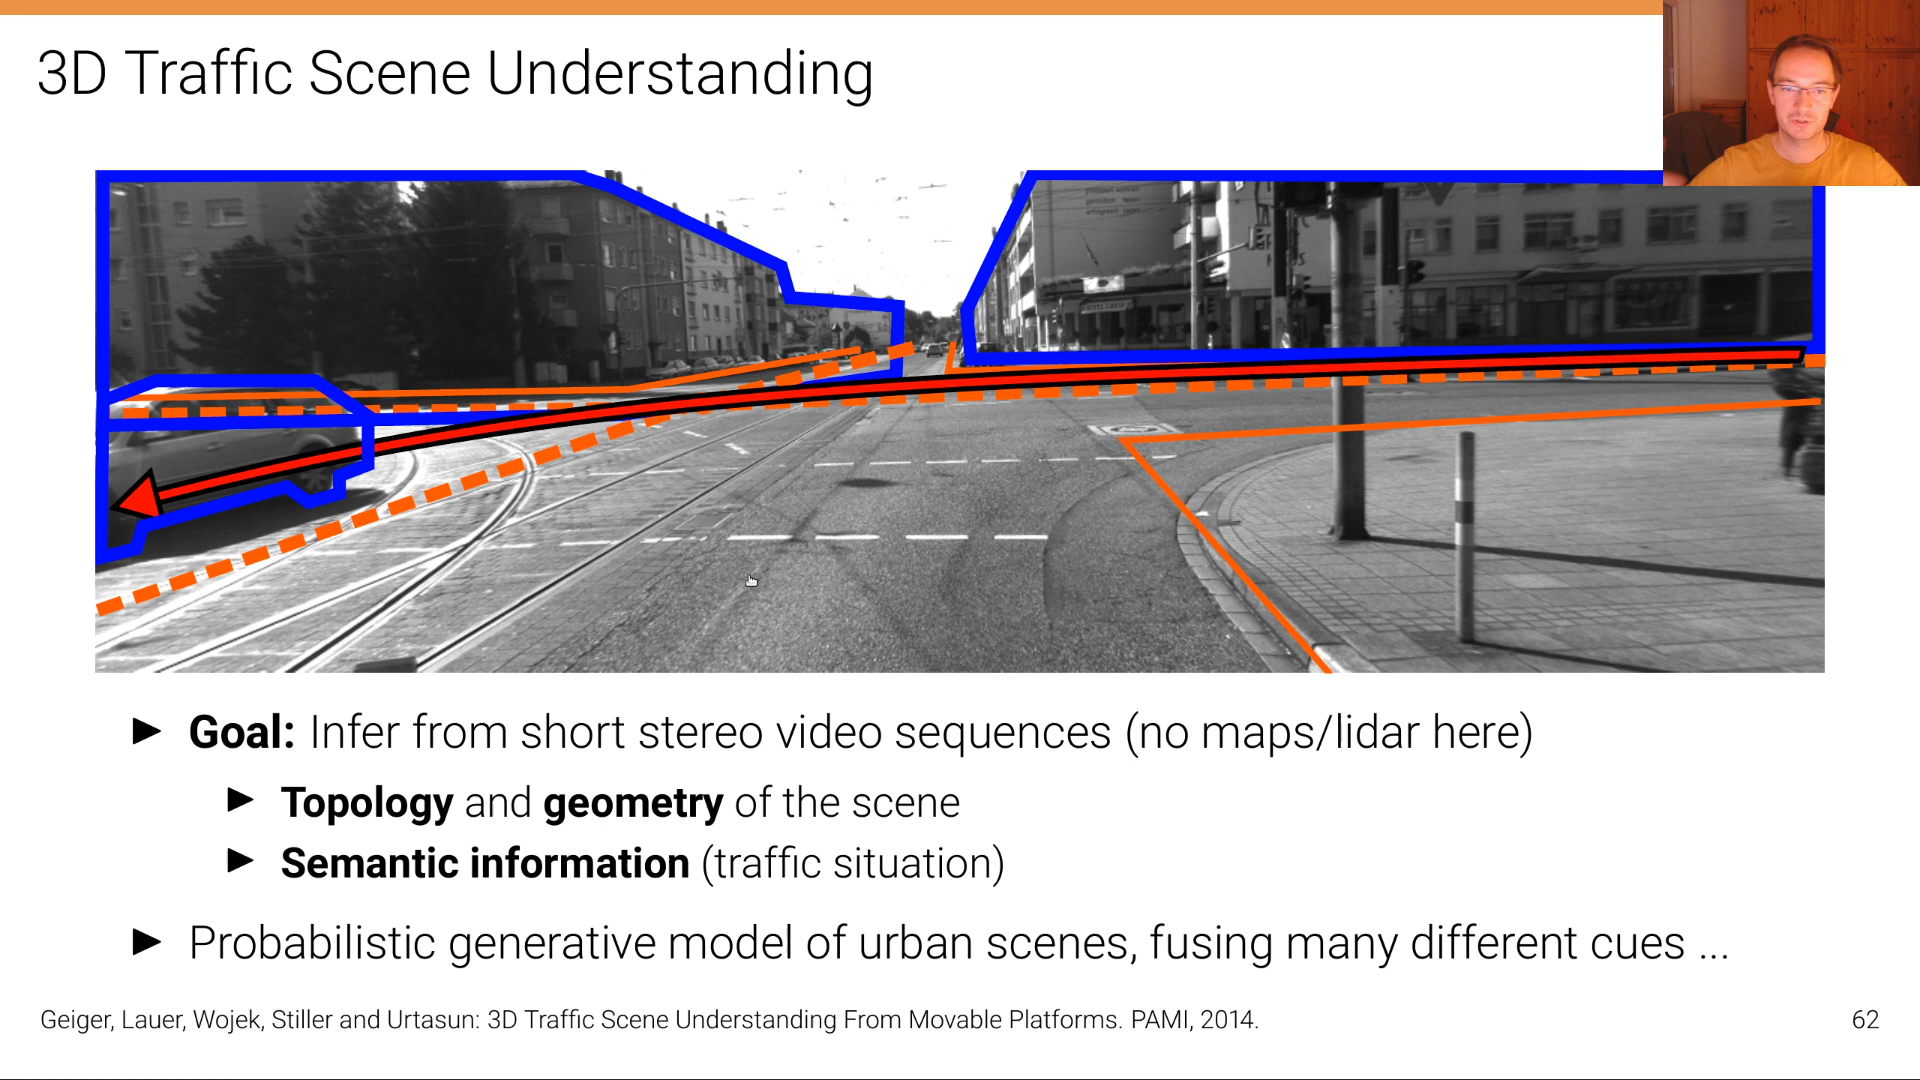 3D Traffic Scene Understanding
► Goal: Infer from short stereo video sequences (no maps/lidar here)
► Topology and geometry of the scene
► Semantic information (traffic situation)
► Probabilistic generative model of urban scenes, fusing many different cues ...
Geiger, Lauer, Wojek, Stiller and Urtasun: 3D Traffic Scene Understanding From Movable Platforms. PAMI, 2014.
62